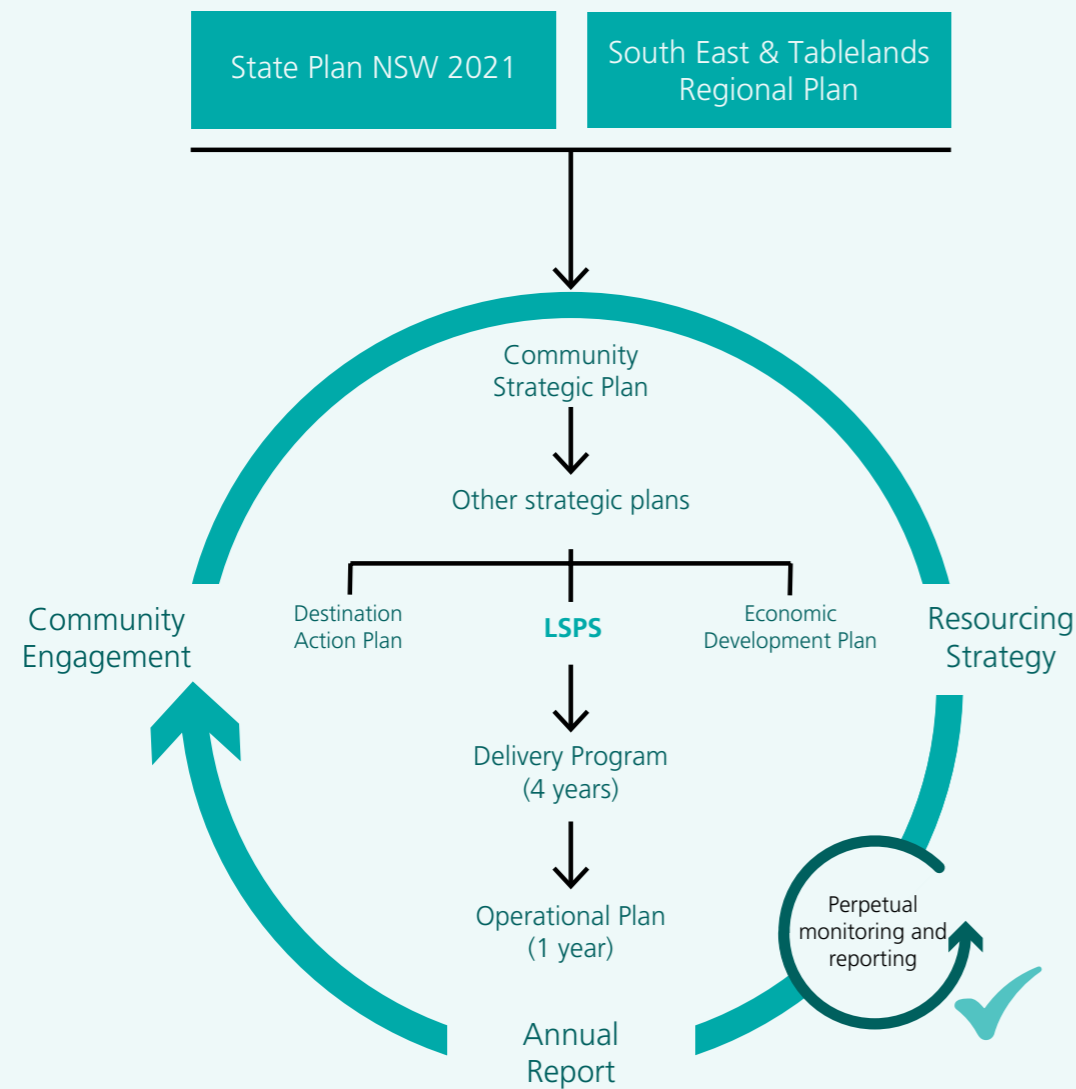 State Plan NSW 2021
South East & Tablelands
Regional Plan
Community
Strategic Plan
Other strategic plans
Destination
Action Plan
LSPS
Economic
Development Plan
Community
Engagement
Resourcing
Strategy
Delivery Program
(4 years)
Operational Plan
(1 year)
Perpetual
monitoring and
reporting
Annual
Report